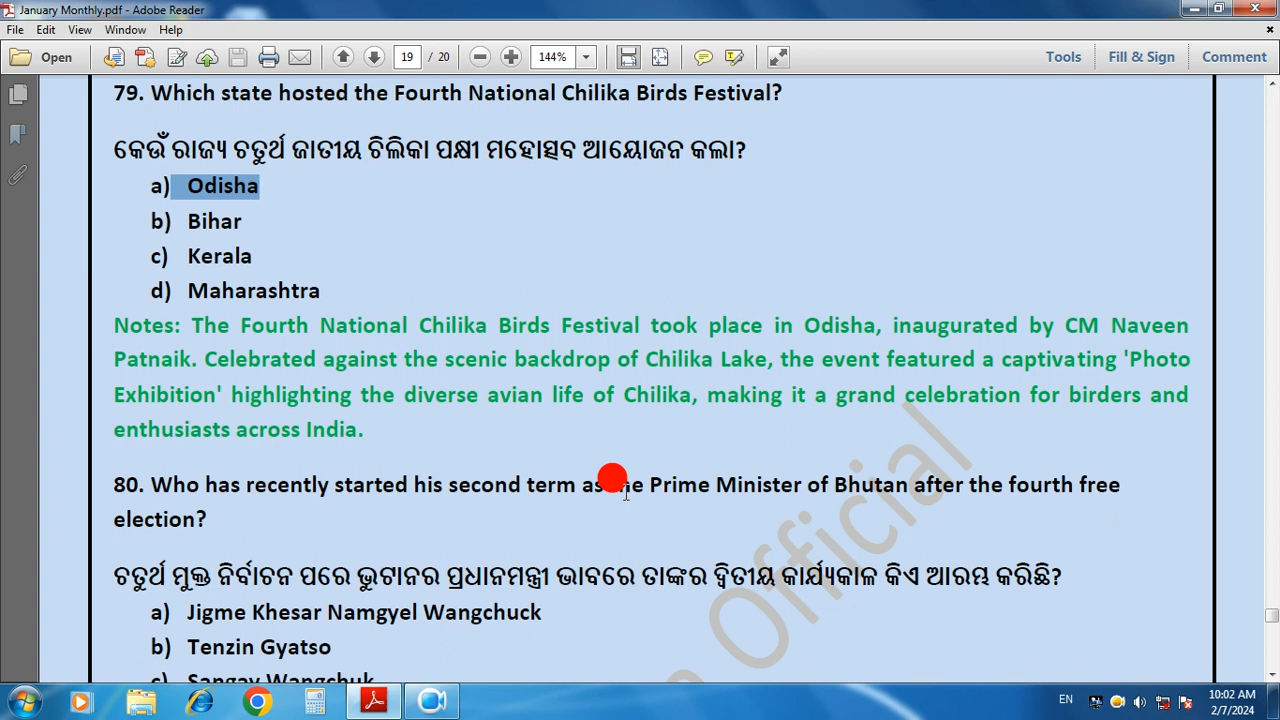 January Monthly.pdf - Adobe Reader
File Edit View Window Help
Open 19 / 20 144% Tools Fill & Sign Comment
79. Which state hosted the Fourth National Chilika Birds Festival?
କେଉଁ ରାଜ୍ୟ ଚତୁର୍ଥ ଜାତୀୟ ଚିଲିକା ପକ୍ଷୀ ମହୋତ୍ସବ ଆୟୋଜନ କଲା?
a) Odisha
b) Bihar
c) Kerala
d) Maharashtra
Notes: The Fourth National Chilika Birds Festival took place in Odisha, inaugurated by CM Naveen
Patnaik. Celebrated against the scenic backdrop of Chilika Lake, the event featured a captivating 'Photo
Exhibition' highlighting the diverse avian life of Chilika, making it a grand celebration for birders and
enthusiasts across India.
80. Who has recently started his second term as the Prime Minister of Bhutan after the fourth free
election?
ଚତୁର୍ଥ ମୁକ୍ତ ନିର୍ବାଚନ ପରେ ଭୁଟାନର ପ୍ରଧାନମନ୍ତ୍ରୀ ଭାବରେ ତାଙ୍କର ଦ୍ୱିତୀୟ କାର୍ଯ୍ୟକାଳ କିଏ ଆରମ୍ଭ କରିଛି?
a) Jigme Khesar Namgyel Wangchuck
b) Tenzin Gyatso
c) Sangay Wangchuk
Official
EN 10:02 AM
2/7/2024